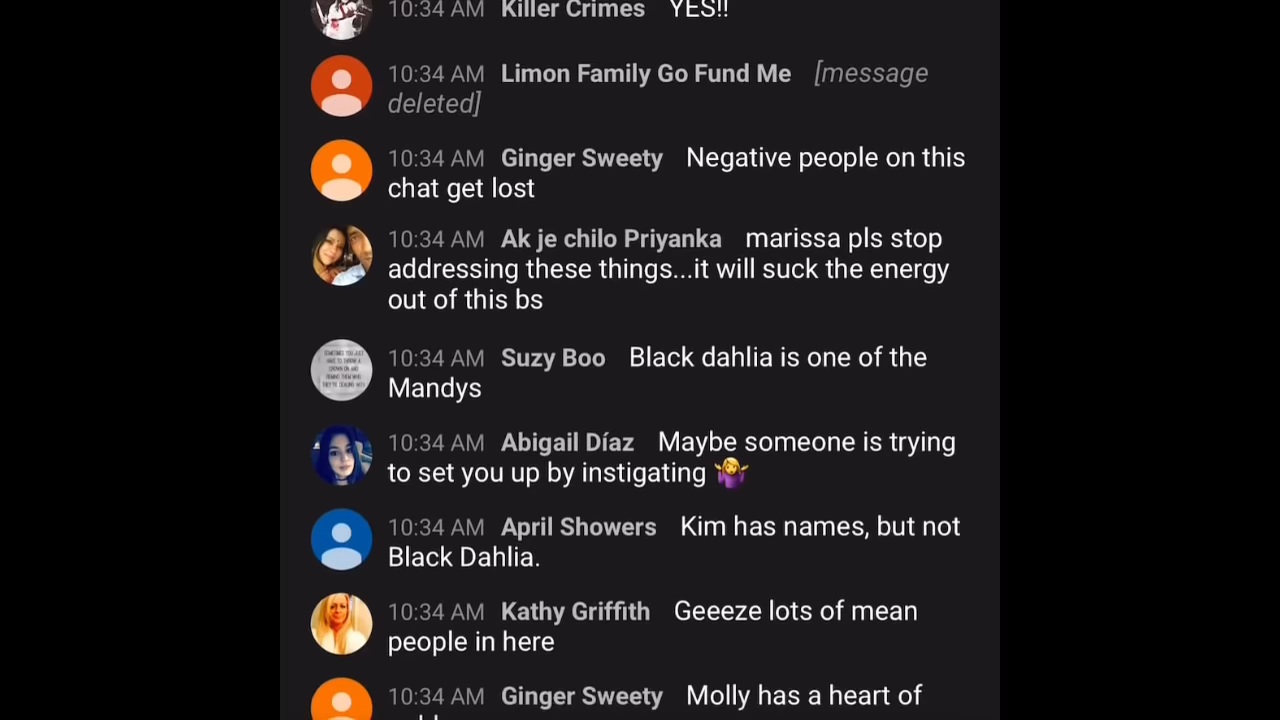 10:34 AM Killer Crimes YES!!
10:34 AM Limon Family Go Fund Me [message
deleted]
10:34 AM Ginger Sweety Negative people on this
chat get lost
10:34 AM Ak je chilo Priyanka marissa pls stop
addressing these things...it will suck the energy
out of this bs
10:34 AM Suzy Boo Black dahlia is one of the
Mandys
10:34 AM Abigail Díaz Maybe someone is trying
to set you up by instigating 🤷‍♀️
10:34 AM April Showers Kim has names, but not
Black Dahlia.
10:34 AM Kathy Griffith Geeeze lots of mean
people in here
10:34 AM Ginger Sweety Molly has a heart of